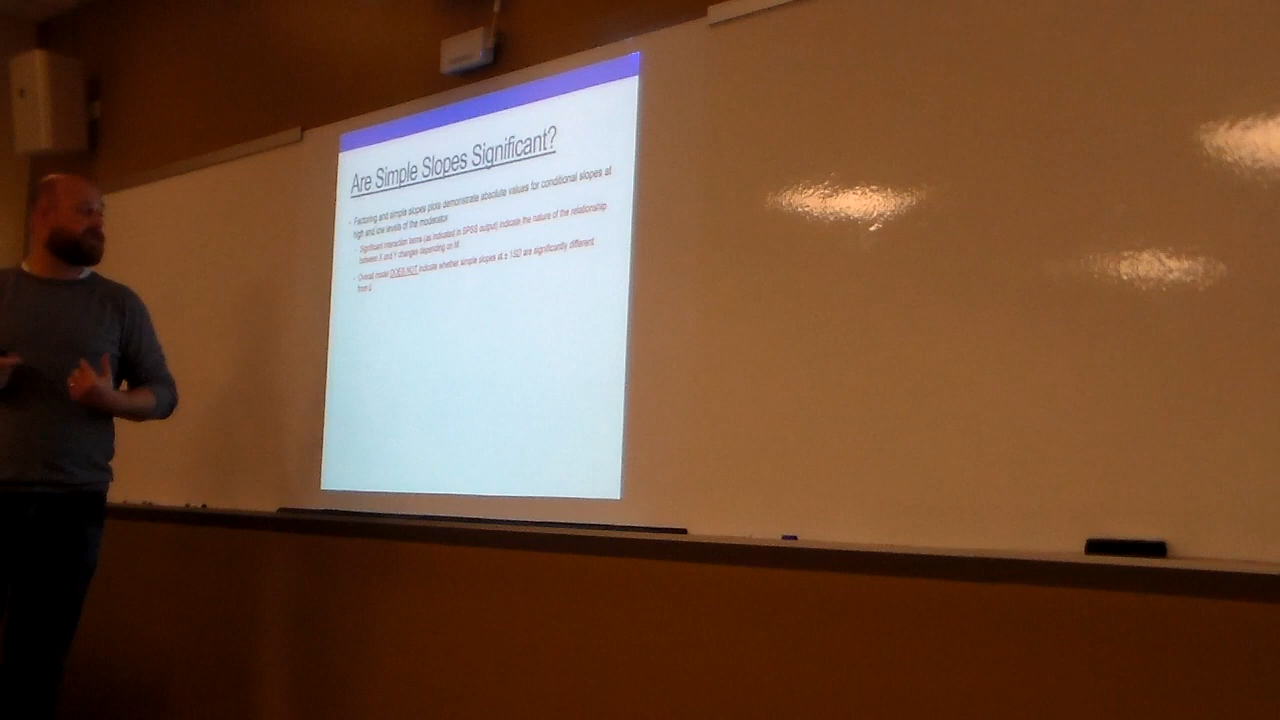 Are Simple Slopes Significant?
- Factoring and simple slopes plots demonstrate absolute values for conditional slopes at
high and low levels of the moderator
- Significant interaction terms (as indicated in SPSS output) indicate the nature of the relationship
between X and Y changes depending on M
- Overall model DOES NOT indicate whether simple slopes at ± 1SD are significantly different
from 0